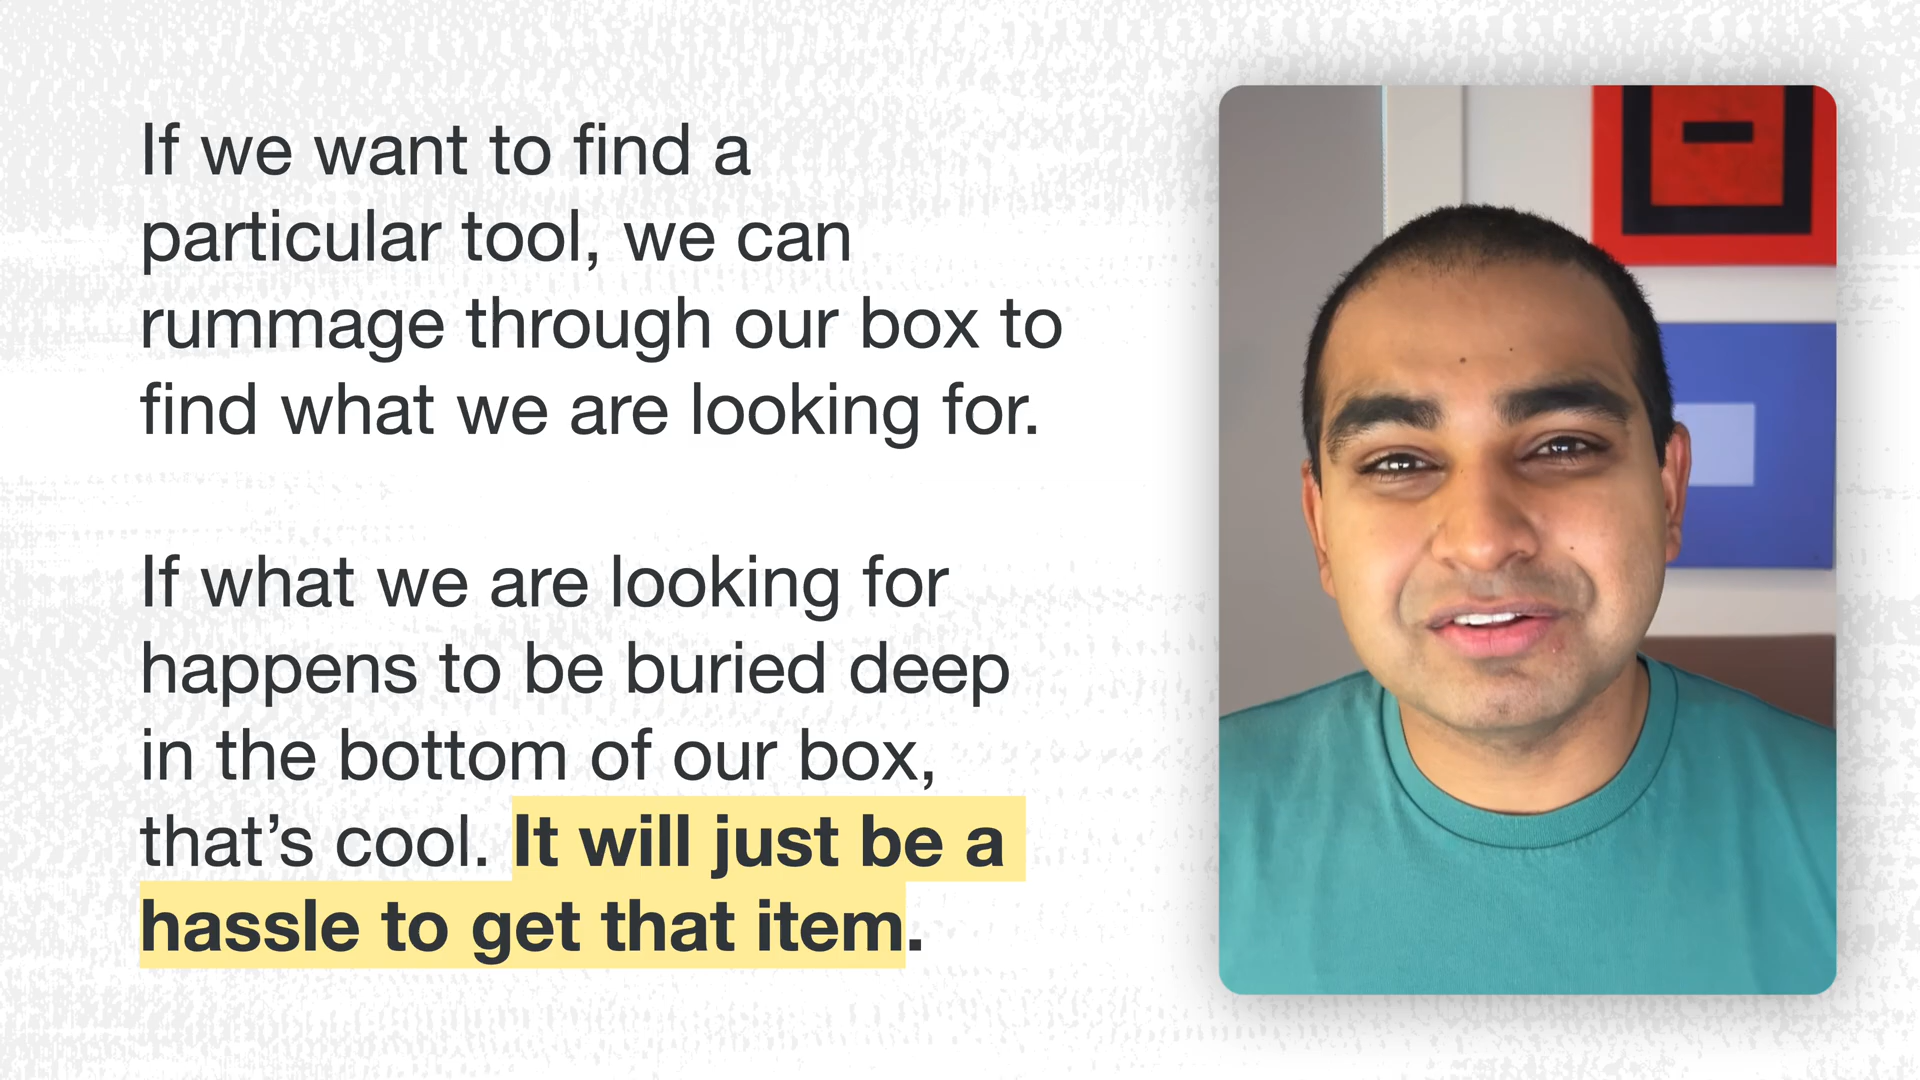 If we want to find a
particular tool, we can
rummage through our box to
find what we are looking for.
If what we are looking for
happens to be buried deep
in the bottom of our box,
that’s cool. It will just be a
hassle to get that item.